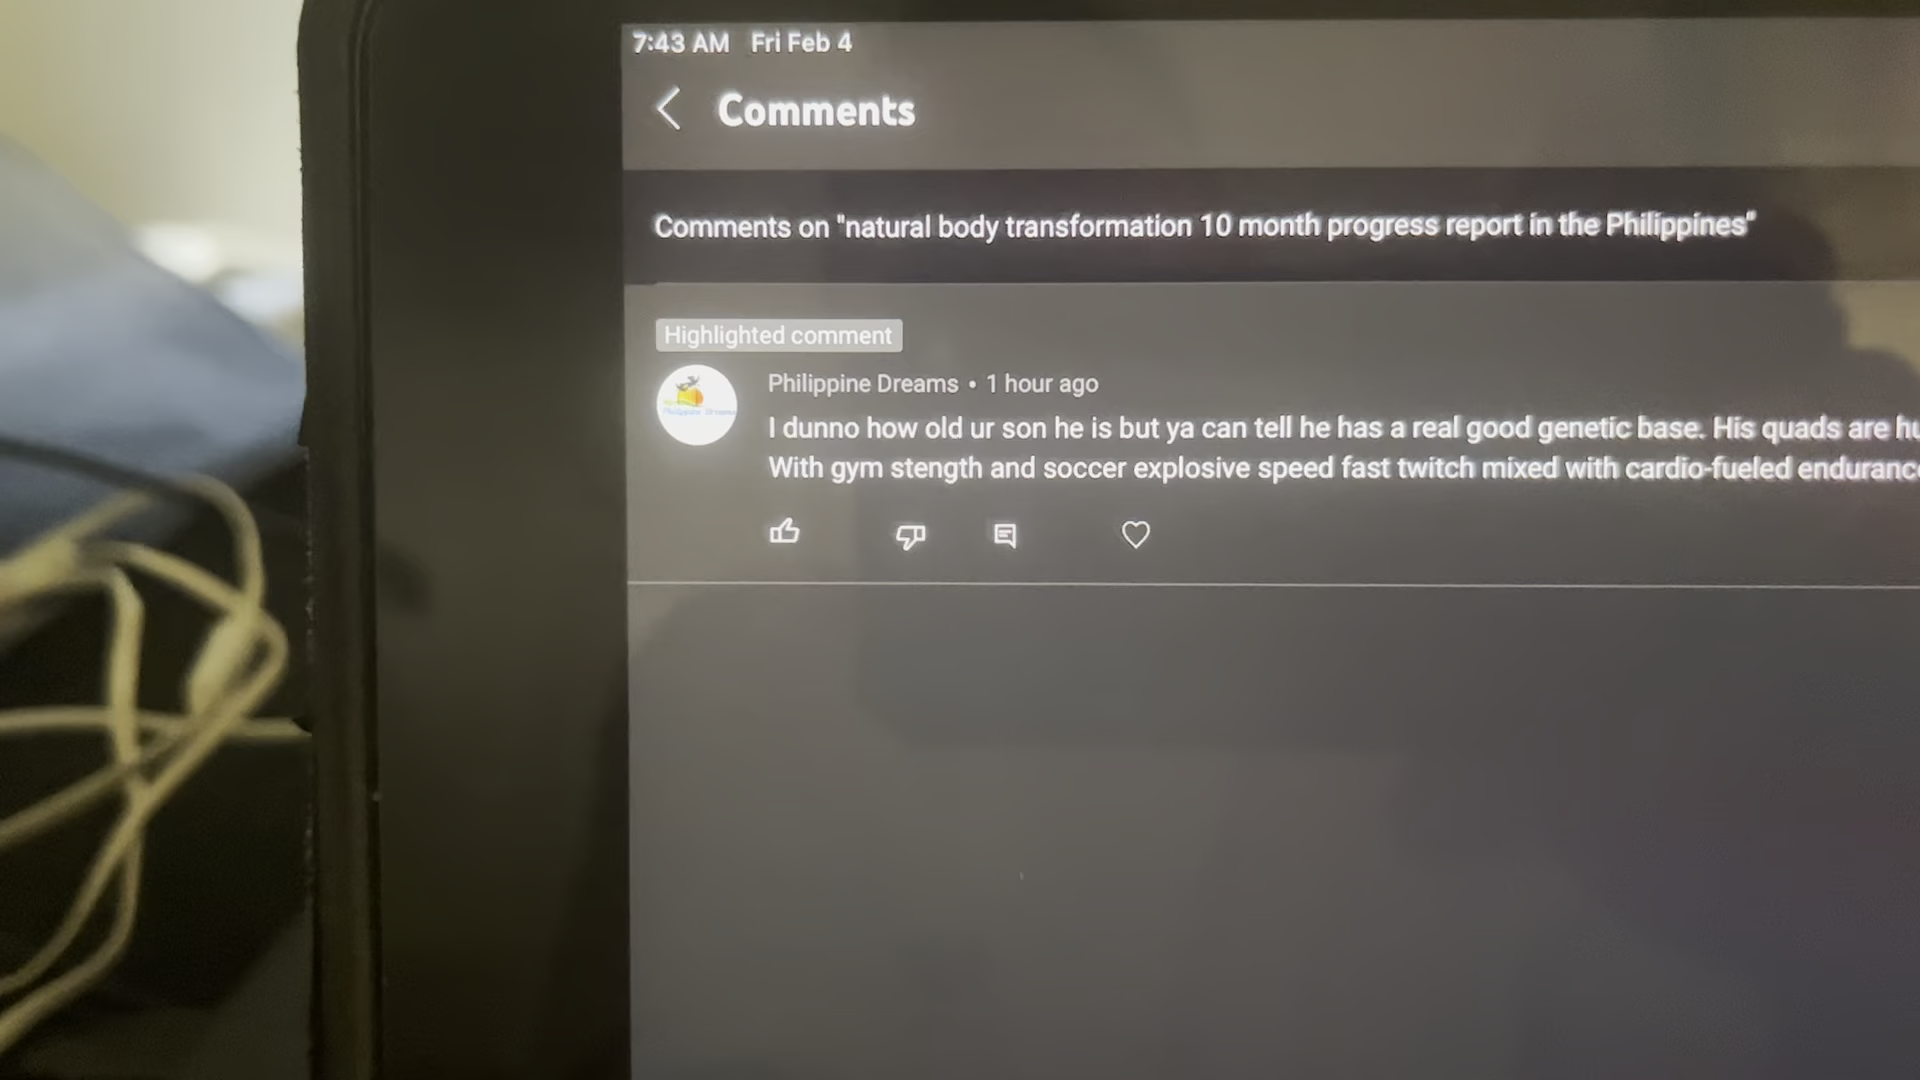 7:43 AM Fri Feb 4
Comments
Comments on "natural body transformation 10 month progress report in the Philippines"
Highlighted comment
Philippine Dreams • 1 hour ago
I dunno how old ur son he is but ya can tell he has a real good genetic base. His quads are
With gym stength and soccer explosive speed fast twitch mixed with cardio-fueled
Philippine Dreams